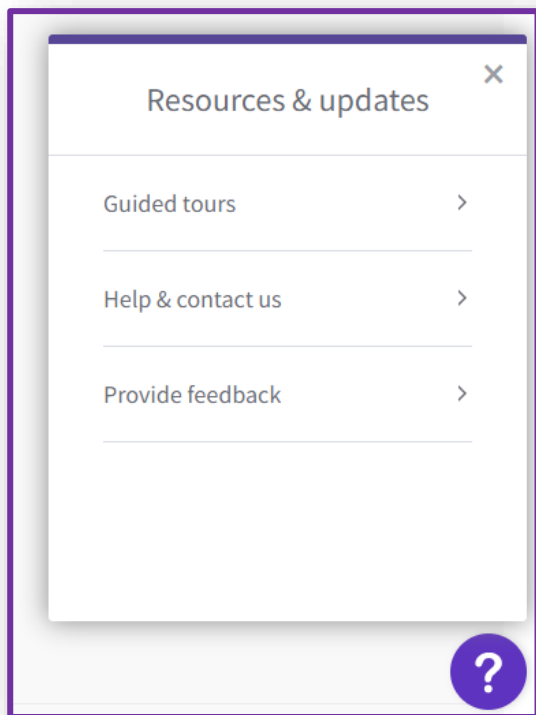 Resources & updates
×
Guided tours
Help & contact us
Provide feedback
?